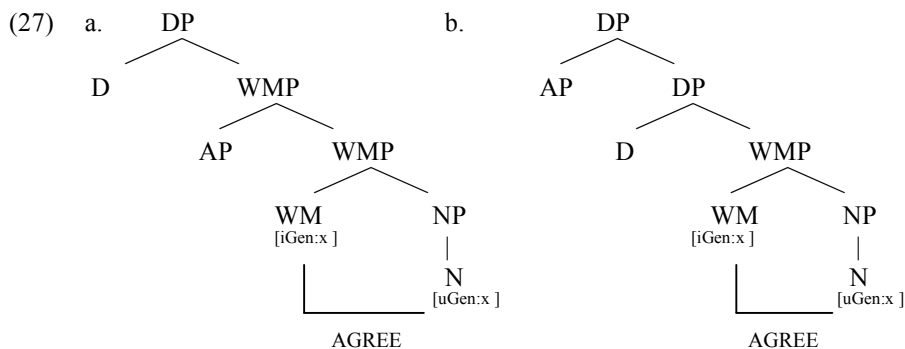 (27) a. DP b. DP
D WMP AP DP
AP WMP D WMP
WM NP WM NP
[iGen:x ] [iGen:x ]
N N
[uGen:x ] [uGen:x ]
AGREE AGREE